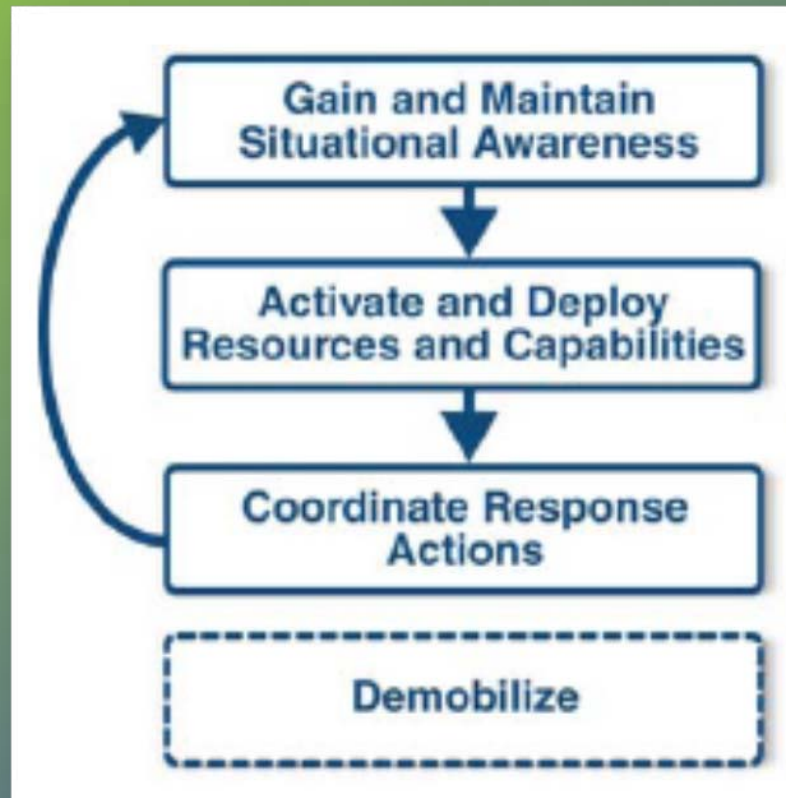 Gain and Maintain
Situational Awareness
Activate and Deploy
Resources and Capabilities
Coordinate Response
Actions
Demobilize